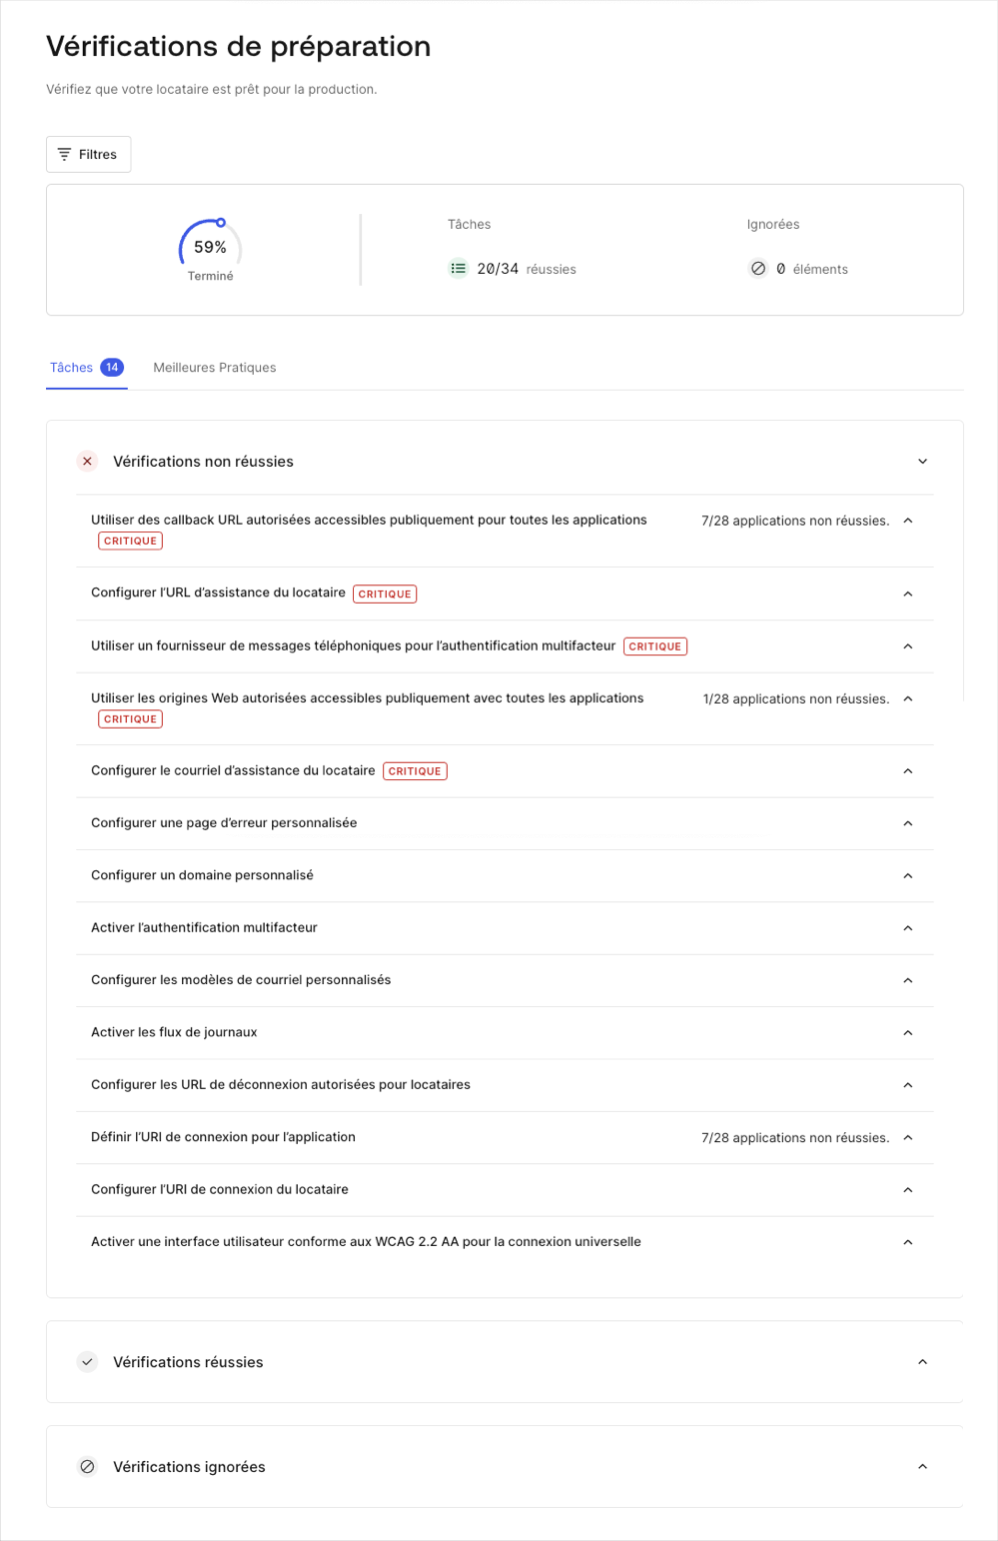 Vérifications de préparation
Vérifiez que votre locataire est prêt pour la production.
Filtres
59%
Terminé
Tâches
20/34 réussies
Ignorées
0 éléments
Tâches 14
Meilleures Pratiques
Vérifications non réussies
Utiliser des callback URL autorisées accessibles publiquement pour toutes les applications
CRITIQUE
7/28 applications non réussies.
Configurer l’URL d’assistance du locataire CRITIQUE
Utiliser un fournisseur de messages téléphoniques pour l’authentification multifacteur CRITIQUE
Utiliser les origines Web autorisées accessibles publiquement avec toutes les applications
CRITIQUE
1/28 applications non réussies.
Configurer le courriel d’assistance du locataire CRITIQUE
Configurer une page d’erreur personnalisée
Configurer un domaine personnalisé
Activer l’authentification multifacteur
Configurer les modèles de courriel personnalisés
Activer les flux de journaux
Configurer les URL de déconnexion autorisées pour locataires
Définir l’URI de connexion pour l’application
7/28 applications non réussies.
Configurer l’URI de connexion du locataire
Activer une interface utilisateur conforme aux WCAG 2.2 AA pour la connexion universelle
Vérifications réussies
Vérifications ignorées